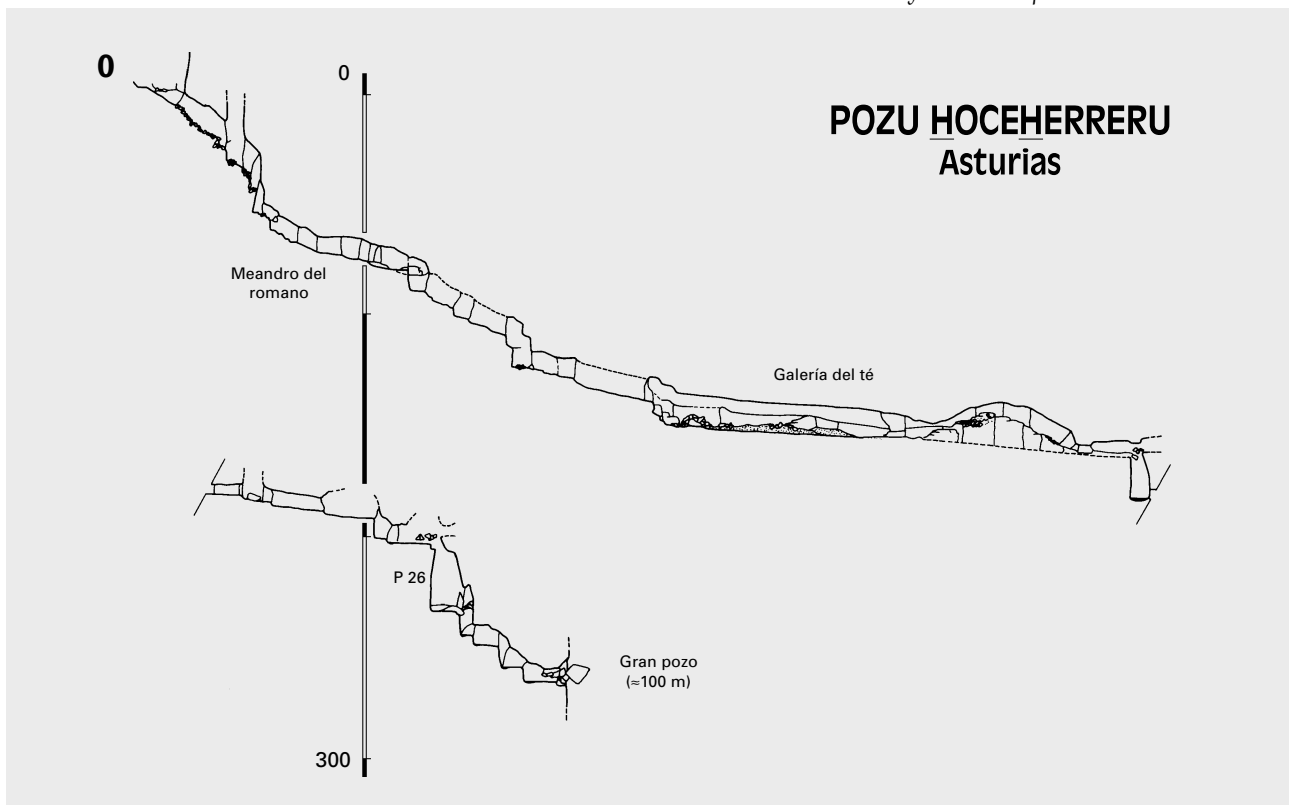 0
0
POZU HOCEHERRERU
Asturias
Meandro del
romano
Galería del té
P 26
Gran pozo
(≈100 m)
300